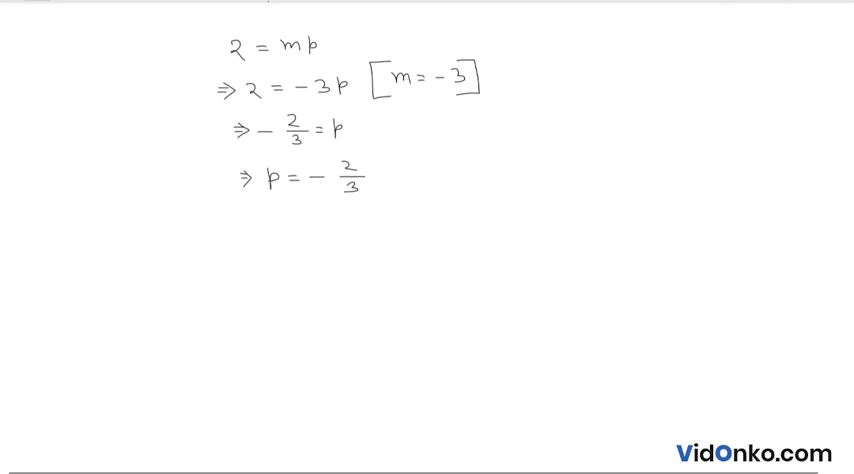 2 = mp
⇒ 2 = - 3p [m = - 3]
⇒ - 2/3 = p
⇒ p = - 2/3
VidOnko.com